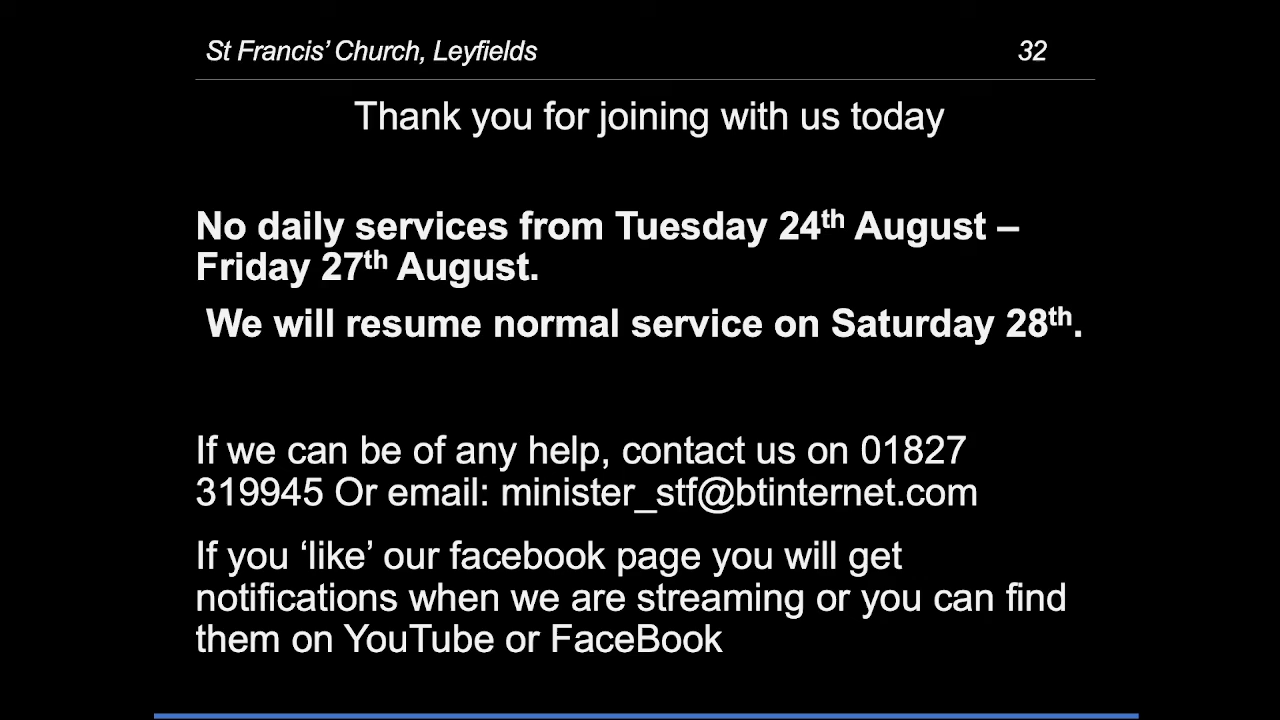 St Francis’ Church, Leyfields 32
Thank you for joining with us today
No daily services from Tuesday 24th August –
Friday 27th August.
We will resume normal service on Saturday 28th.
If we can be of any help, contact us on 01827
319945 Or email: minister_stf@btinternet.com
If you ‘like’ our facebook page you will get
notifications when we are streaming or you can find
them on YouTube or FaceBook